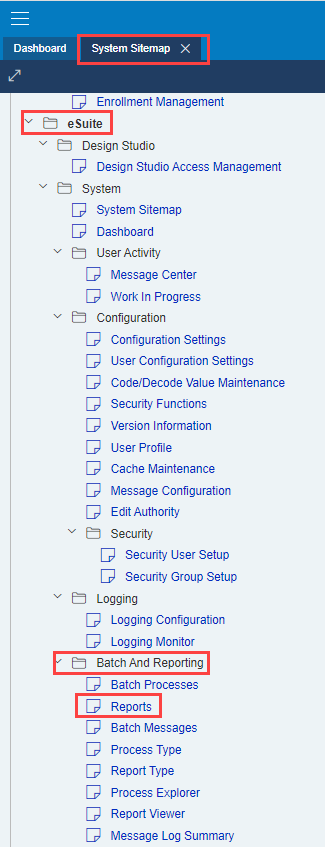 Dashboard System Sitemap
Enrollment Management
eSuite
Design Studio
Design Studio Access Management
System
System Sitemap
Dashboard
User Activity
Message Center
Work In Progress
Configuration
Configuration Settings
User Configuration Settings
Code/Decode Value Maintenance
Security Functions
Version Information
User Profile
Cache Maintenance
Message Configuration
Edit Authority
Security
Security User Setup
Security Group Setup
Logging
Logging Configuration
Logging Monitor
Batch And Reporting
Batch Processes
Reports
Batch Messages
Process Type
Report Type
Process Explorer
Report Viewer
Message Log Summary